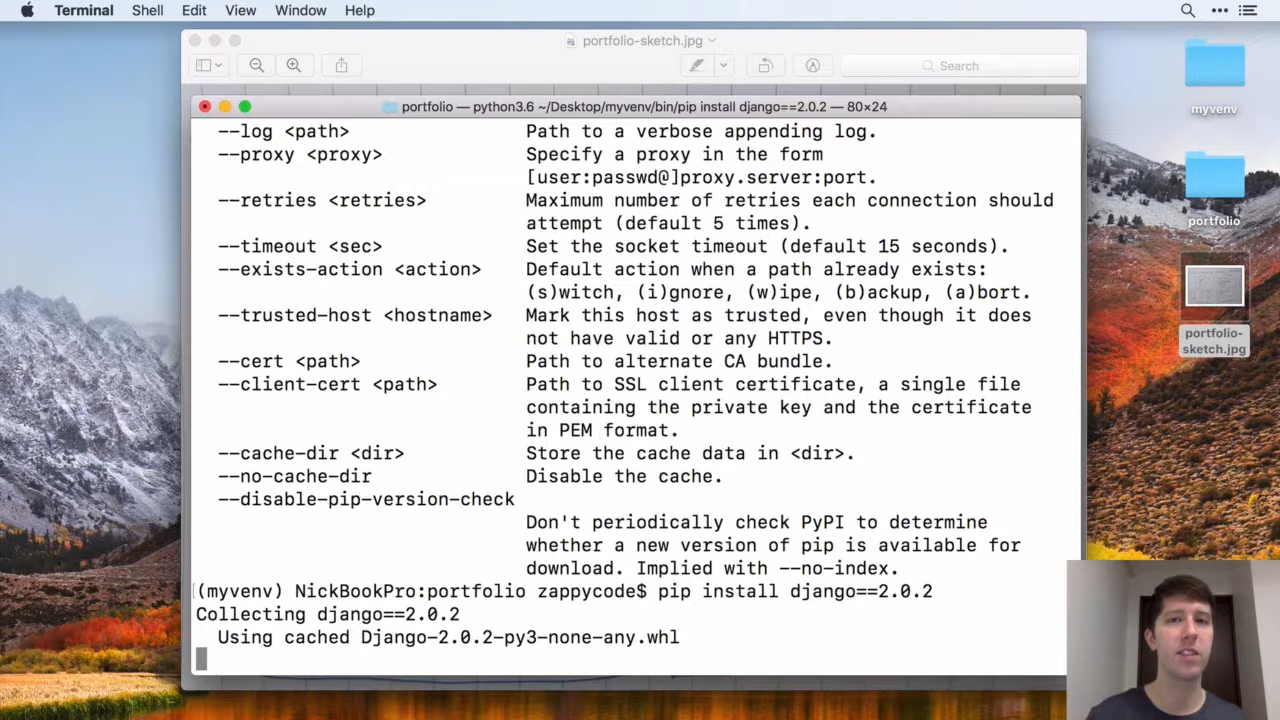 Terminal Shell Edit View Window Help
portfolio-sketch.jpg
Search
portfolio — python3.6 ~/Desktop/myvenv/bin/pip install django==2.0.2 — 80×24
--log <path> Path to a verbose appending log.
--proxy <proxy> Specify a proxy in the form
[user:passwd@]proxy.server:port.
--retries <retries> Maximum number of retries each connection should
attempt (default 5 times).
--timeout <sec> Set the socket timeout (default 15 seconds).
--exists-action <action> Default action when a path already exists:
(s)witch, (i)gnore, (w)ipe, (b)ackup, (a)bort.
--trusted-host <hostname> Mark this host as trusted, even though it does
not have valid or any HTTPS.
--cert <path> Path to alternate CA bundle.
--client-cert <path> Path to SSL client certificate, a single file
containing the private key and the certificate
in PEM format.
--cache-dir <dir> Store the cache data in <dir>.
--no-cache-dir Disable the cache.
--disable-pip-version-check
Don't periodically check PyPI to determine
whether a new version of pip is available for
download. Implied with --no-index.
(myvenv) NickBookPro:portfolio zappycode$ pip install django==2.0.2
Collecting django==2.0.2
Using cached Django-2.0.2-py3-none-any.whl
myvenv
portfolio
portfolio-
sketch.jpg